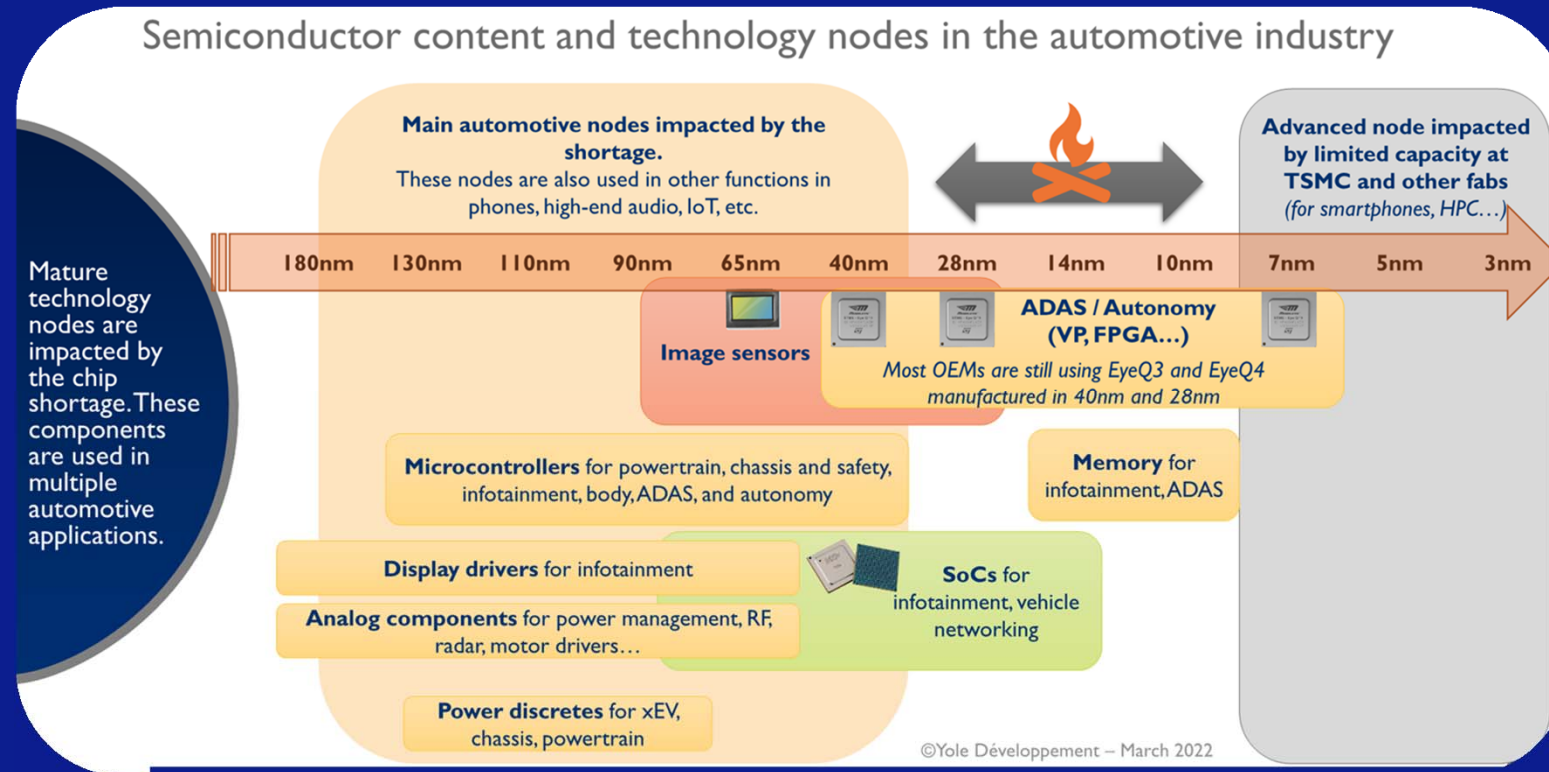 Semiconductor content and technology nodes in the automotive industry
Mature
technology
nodes are
impacted by
the chip
shortage. These
components
are used in
multiple
automotive
applications.
Main automotive nodes impacted by the
shortage.
These nodes are also used in other functions in
phones, high-end audio, IoT, etc.
Advanced node impacted
by limited capacity at
TSMC and other fabs
(for smartphones, HPC…)
180nm 130nm 110nm 90nm 65nm 40nm 28nm 14nm 10nm 7nm 5nm 3nm
Image sensors
ADAS / Autonomy
(VP, FPGA…)
Most OEMs are still using EyeQ3 and EyeQ4
manufactured in 40nm and 28nm
Microcontrollers for powertrain, chassis and safety,
infotainment, body, ADAS, and autonomy
Memory for
infotainment, ADAS
Display drivers for infotainment
SoCs for
infotainment, vehicle
networking
Analog components for power management, RF,
radar, motor drivers…
Power discretes for xEV,
chassis, powertrain
©Yole Développement – March 2022